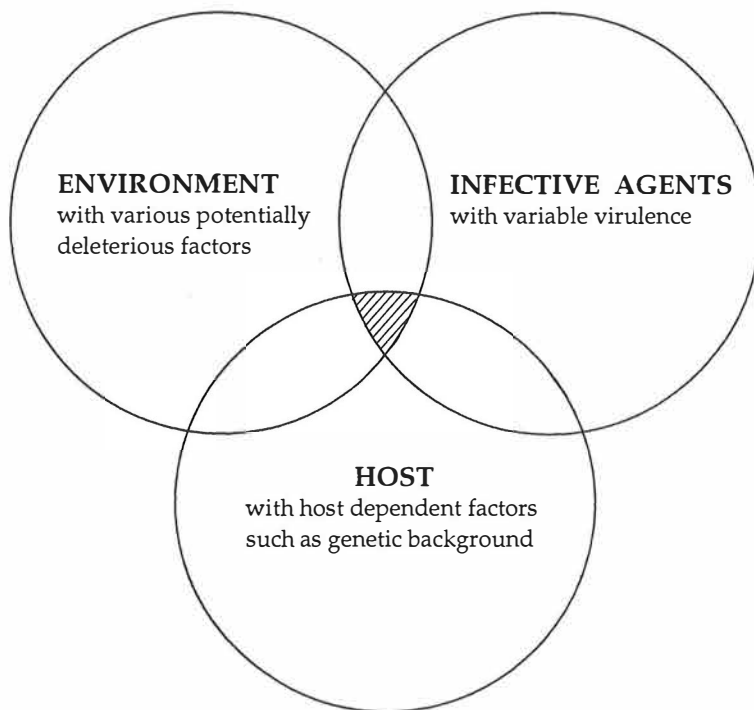 ENVIRONMENT
with various potentially
deleterious factors
INFECTIVE AGENTS
with variable virulence
HOST
with host dependent factors
such as genetic background